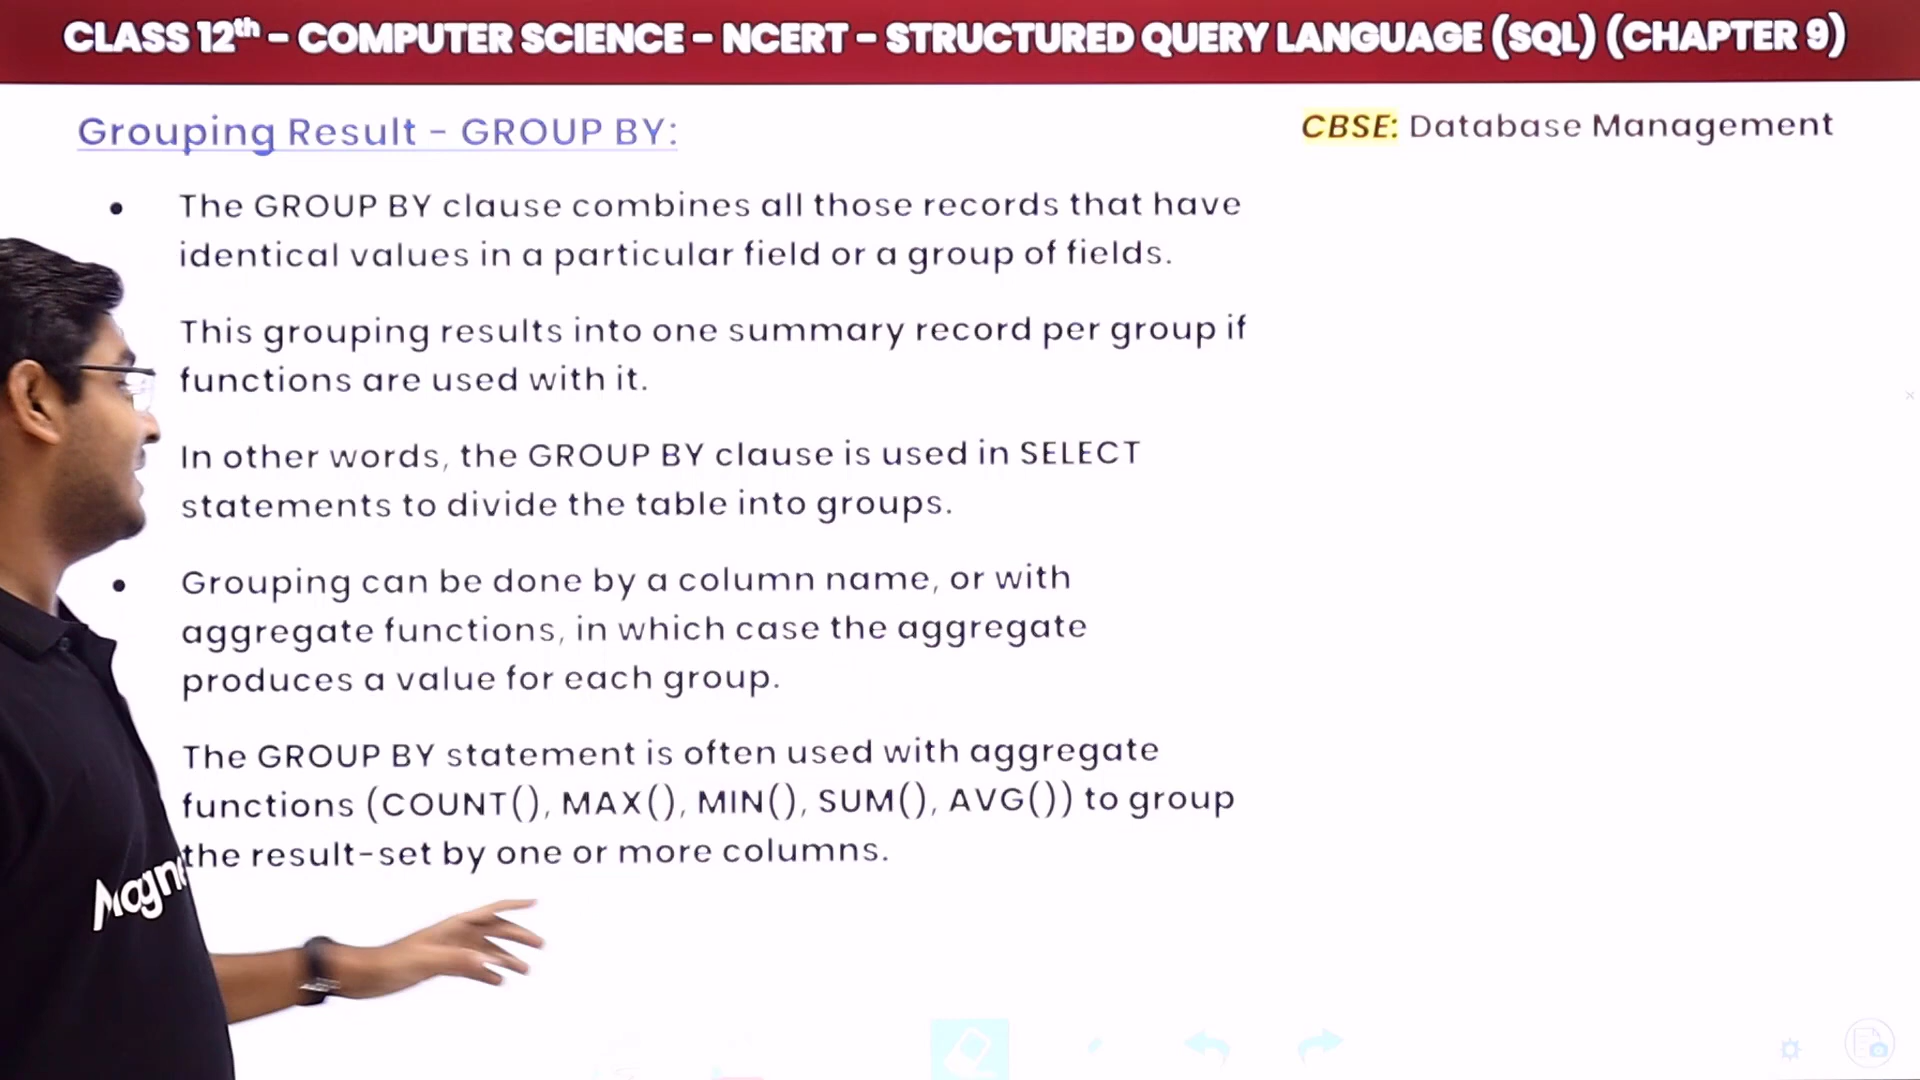 CLASS 12th – COMPUTER SCIENCE – NCERT – STRUCTURED QUERY LANGUAGE (SQL) (CHAPTER 9)
Grouping Result - GROUP BY:
CBSE: Database Management
• The GROUP BY clause combines all those records that have
identical values in a particular field or a group of fields.
This grouping results into one summary record per group if
functions are used with it.
In other words, the GROUP BY clause is used in SELECT
statements to divide the table into groups.
• Grouping can be done by a column name, or with
aggregate functions, in which case the aggregate
produces a value for each group.
The GROUP BY statement is often used with aggregate
functions (COUNT(), MAX(), MIN(), SUM(), AVG()) to group
the result-set by one or more columns.